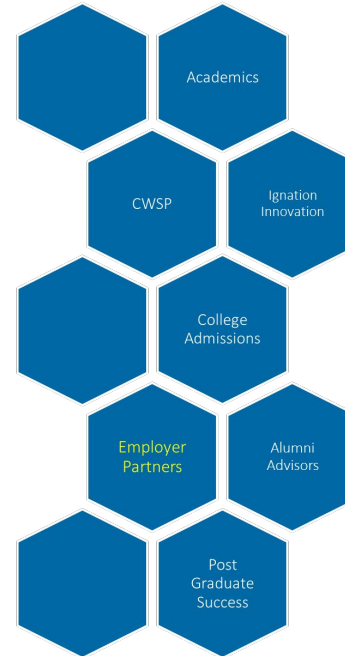 Academics
CWSP
Ignation
Innovation
College
Admissions
Employer
Partners
Alumni
Advisors
Post
Graduate
Success